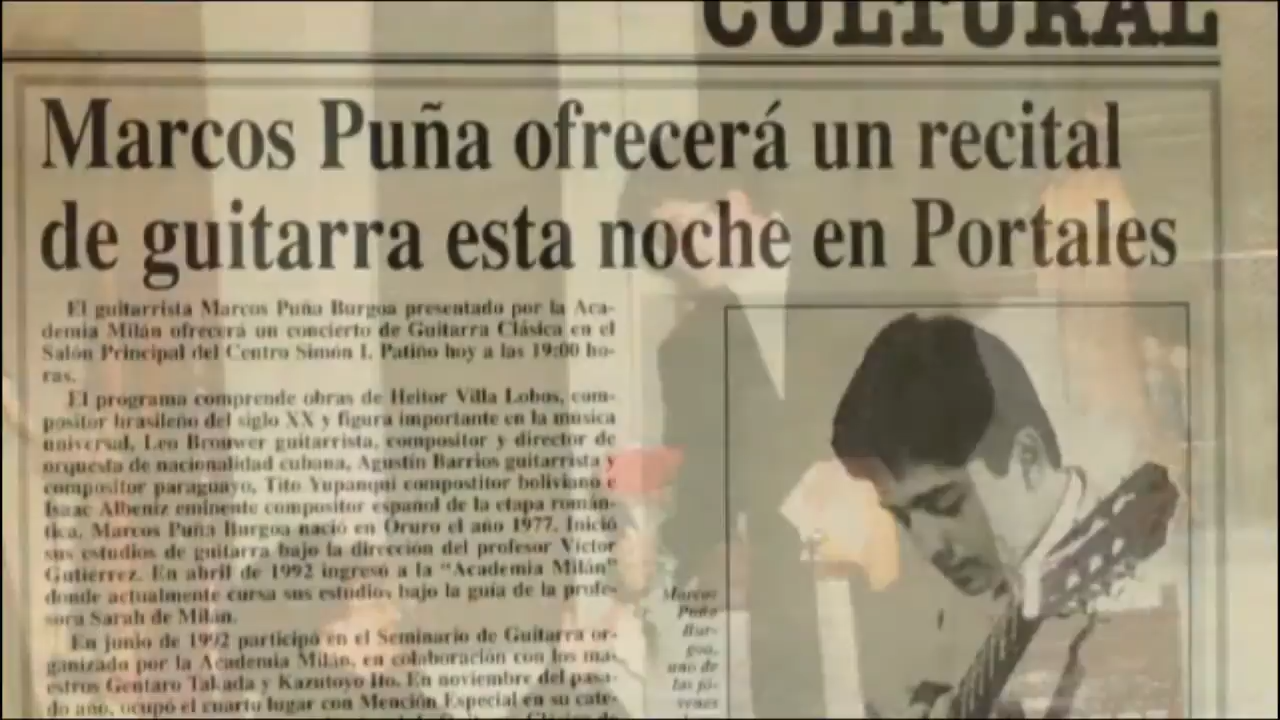 CULTURAL
Marcos Puña ofrecerá un recital
de guitarra esta noche en Portales
El guitarrista Marcos Puña Burgoa presentado por la Aca-
demia Milán ofrecerá un concierto de Guitarra Clásica en el
Salón Principal del Centro Simón I. Patiño hoy a las 19:00 ho-
ras.
El programa comprende obras de Heitor Villa Lobos, com-
positor brasileño del siglo XX y figura importante en la música
universal, Leo Brouwer guitarrista, compositor y director de
orquesta de nacionalidad cubana, Agustín Barrios guitarrista y
compositor paraguayo, Tito Yupanqui compostitor boliviano e
Isaac Albeniz eminente compositor español de la etapa román-
tica. Marcos Puña Burgoa nació en Oruro el año 1977. Inició
sus estudios de guitarra bajo la dirección del profesor Víctor
Gutiérrez. En abril de 1992 ingresó a la "Academia Milán"
donde actualmente cursa sus estudios bajo la guía de la profe-
sora Sarah de Milán.
En junio de 1992 participó en el Seminario de Guitarra or-
ganizado por la Academia Milán, en colaboración con los ma-
estros Gentaro Takada y Kazutoyo Ito. En noviembre del pasa-
do año, ocupó el cuarto lugar con Mención Especial en su cate-
Marcos
Puña
Bur-
goa,
uno de
las jó-
venes